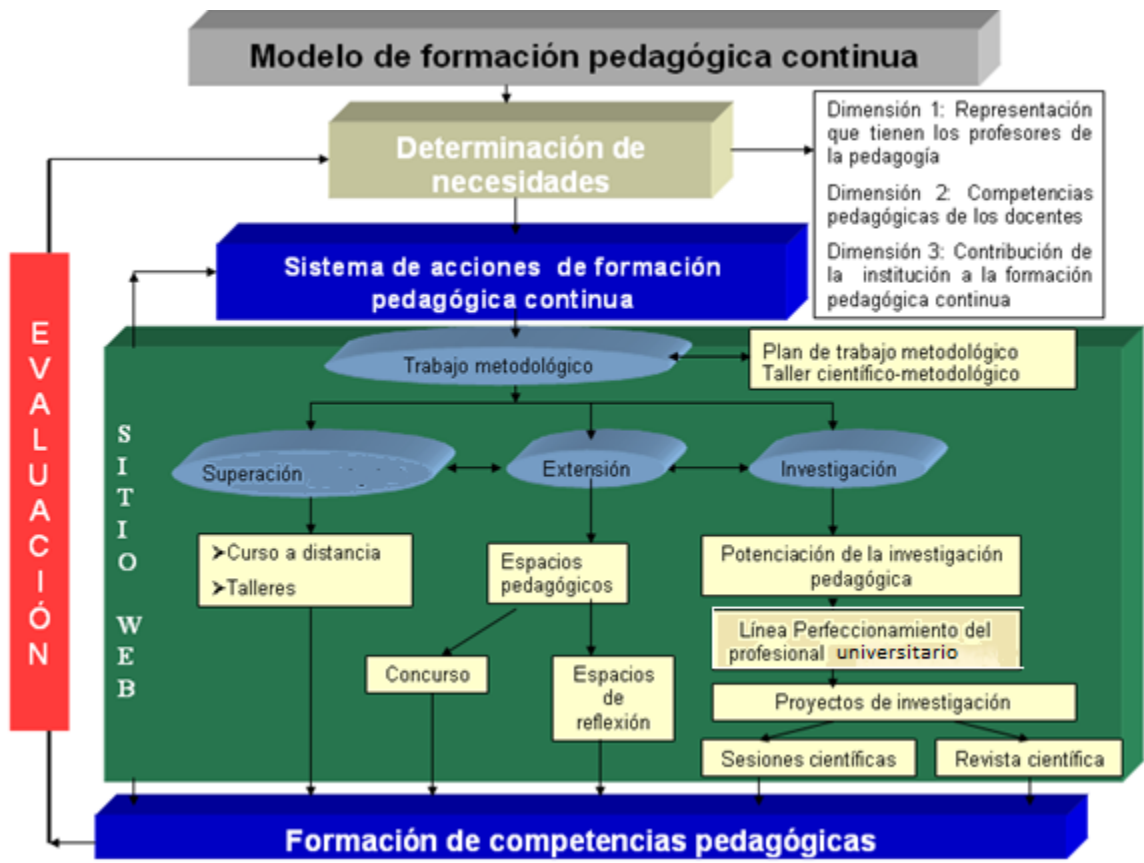 Modelo de formación pedagógica continua
Determinación de
necesidades
Dimensión 1: Representación
que tienen los profesores de
la pedagogía
Dimensión 2: Competencias
pedagógicas de los docentes
Dimensión 3: Contribución de
la institución a la formación
pedagógica continua
Sistema de acciones de formación
pedagógica continua
EVALUACIÓN
SITIO WEB
Trabajo metodológico
Plan de trabajo metodológico
Taller científico-metodológico
Superación
Extensión
Investigación
➢Curso a distancia
➢Talleres
Espacios
pedagógicos
Potenciación de la investigación
pedagógica
Línea Perfeccionamiento del
profesional universitario
Concurso
Espacios
de
reflexión
Proyectos de investigación
Sesiones científicas
Revista científica
Formación de competencias pedagógicas